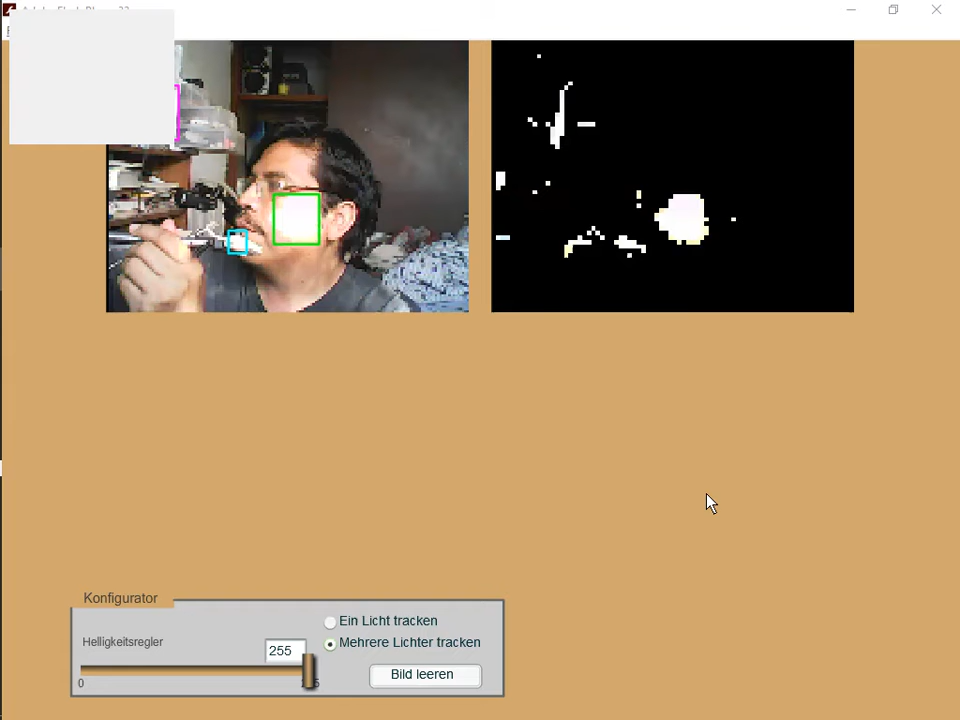 Konfigurator
Ein Licht tracken
Helligkeitsregler
255
Mehrere Lichter tracken
0
Bild leeren